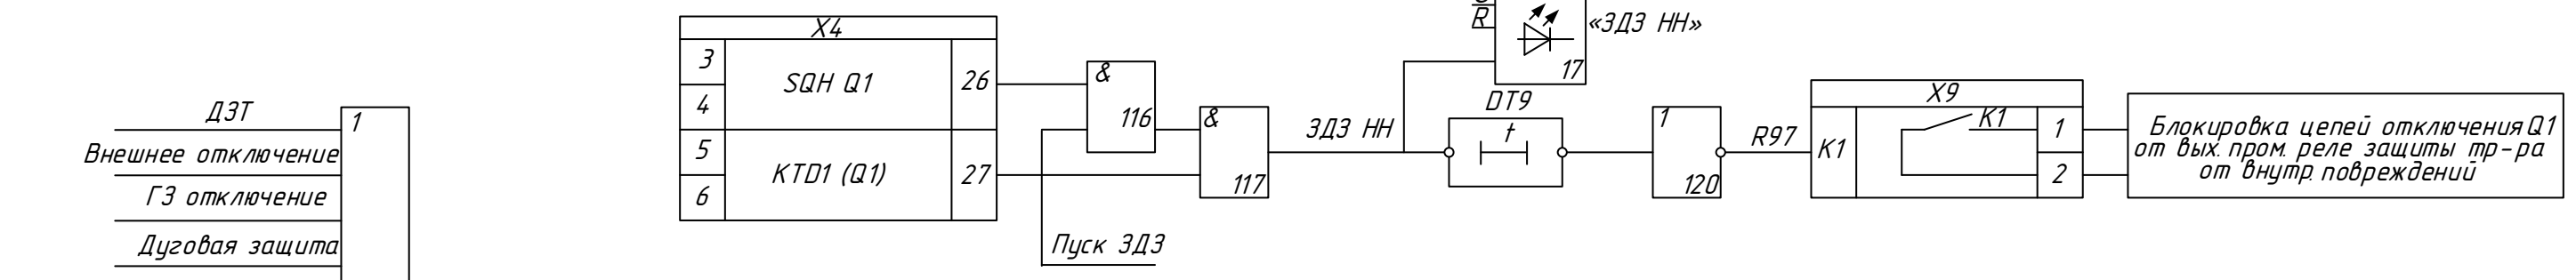 ДЗТ
Внешнее отключение
ГЗ отключение
Дуговая защита
1
X4
3
4
5
6
SQH Q1
KTD1 (Q1)
26
27
&
116
Пуск ЗДЗ
&
117
ЗДЗ НН
R
17
«ЗДЗ НН»
DT9
t
1
120
R97
X9
K1
K1
1
2
Блокировка цепей отключения Q1
от вых. пром. реле защиты тр-ра
от внутр. повреждений